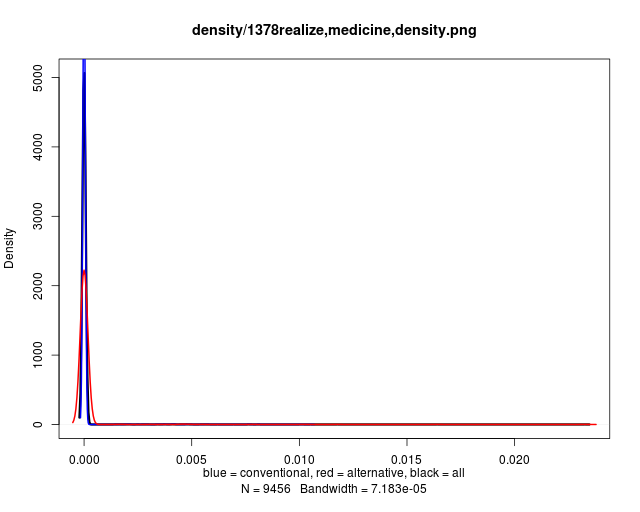 density/1378realize,medicine,density.png
5000
4000
3000
2000
1000
0
Density
0.000 0.005 0.010 0.015 0.020
blue = conventional, red = alternative, black = all
N = 9456 Bandwidth = 7.183e-05